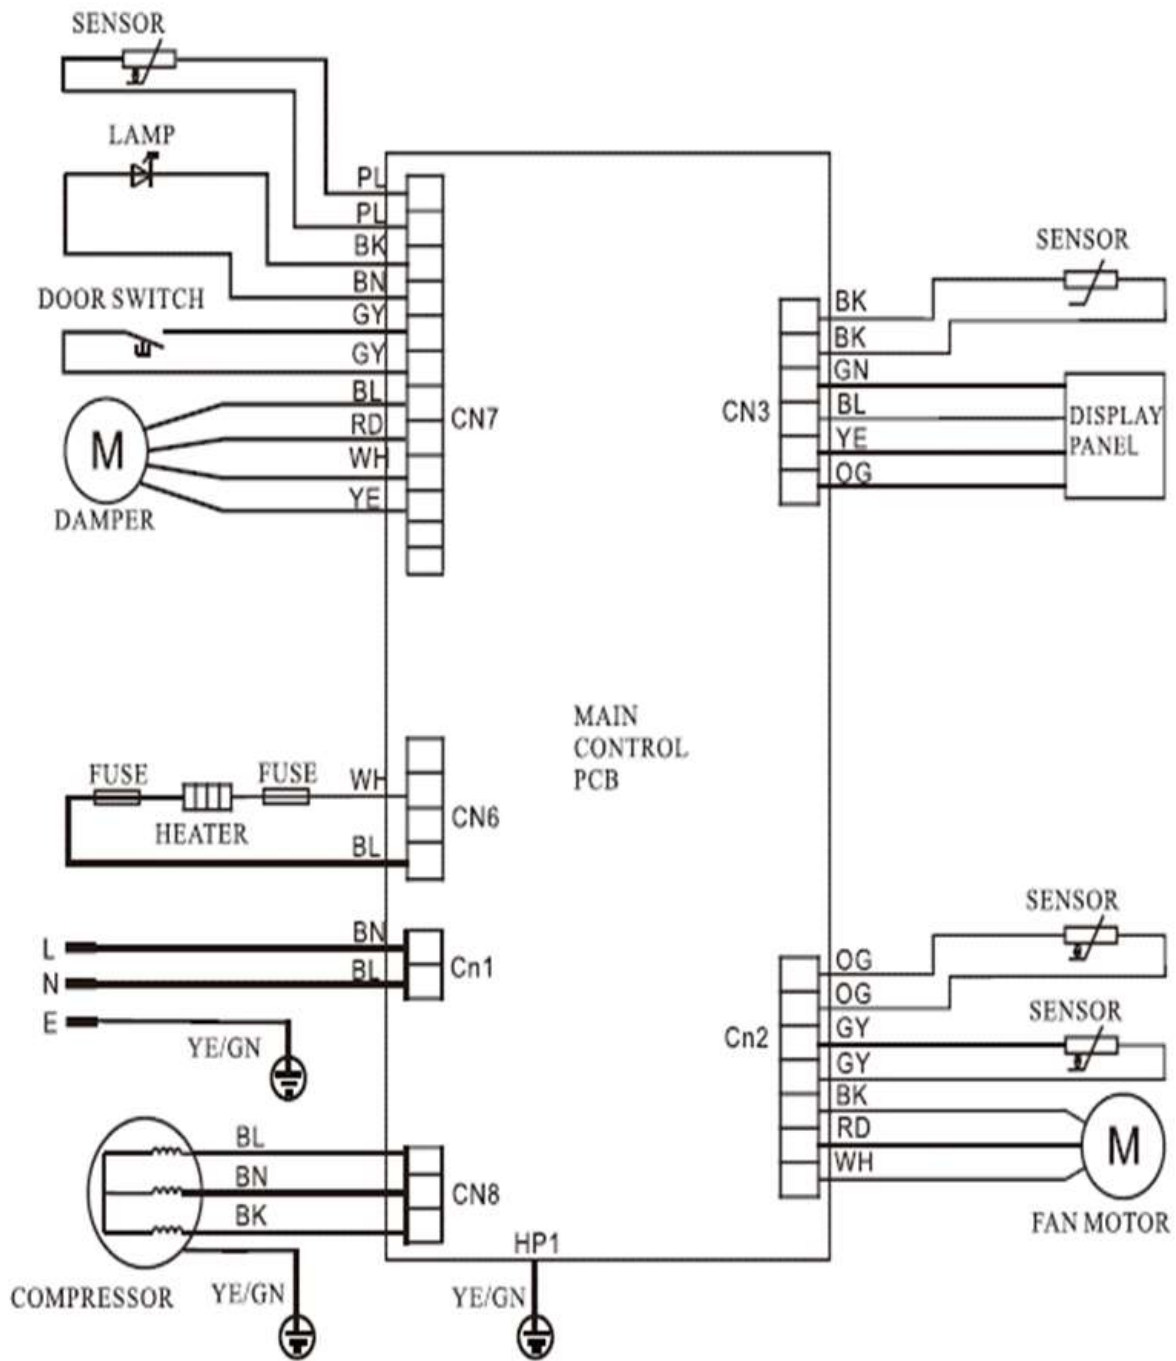 SENSOR
LAMP
PL
PL
BK
BN
DOOR SWITCH
GY
GY
BL
RD
WH
YE
CN7
M
DAMPER
SENSOR
BK
BK
GN
BL
YE
OG
CN3
DISPLAY
PANEL
MAIN
CONTROL
PCB
FUSE
FUSE
WH
HEATER
CN6
BL
L
BN
N
BL
Cn1
E
YE/GN
SENSOR
OG
OG
SENSOR
GY
Cn2
GY
BK
RD
WH
M
FAN MOTOR
BL
BN
BK
CN8
COMPRESSOR
YE/GN
HP1
YE/GN